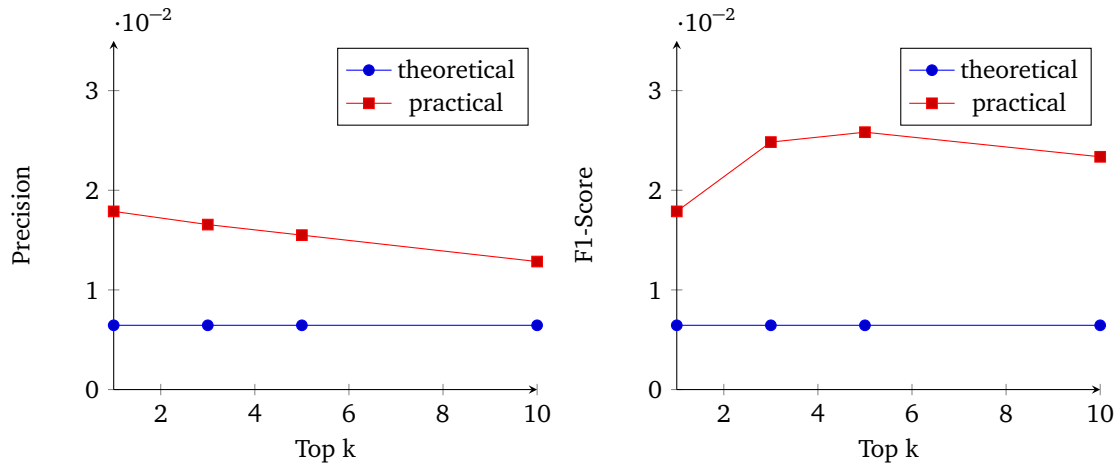 ·10⁻²
3
2
1
0
2 4 6 8 10
Top k
Precision
theoretical
practical
·10⁻²
3
2
1
0
2 4 6 8 10
Top k
F1-Score
theoretical
practical